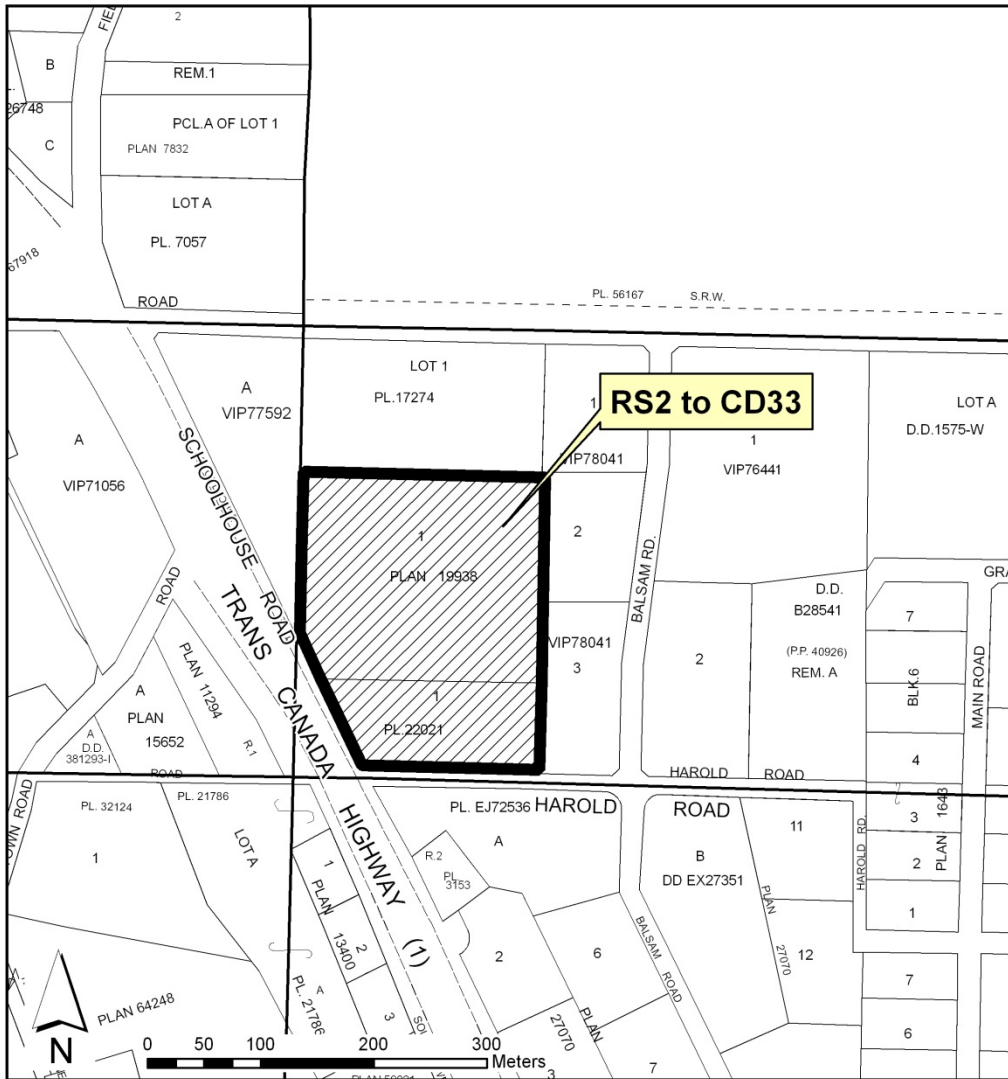 FIEL
2
B
REM.1
26748
PCL.A OF LOT 1
C
PLAN 7832
LOT A
PL. 7057
67918
ROAD
PL. 56167 S.R.W.
LOT 1
PL.17274
A
VIP77592
1
RS2 to CD33
LOT A
D.D.1575-W
A
VIP71056
1
VIP76441
VIP78041
SCHOOLHOUSE ROAD
1
PLAN 19938
2
BALSAM RD.
ROAD
TRANS CANADA HIGHWAY (1)
GRA
D.D.
B28541
(P.P. 40926)
REM. A
7
BLK.6
MAIN ROAD
VIP78041
3
2
PLAN 11294
R.1
A
PLAN
15652
A
D.D.
381293-I
1
PL.22021
4
ROAD
HAROLD ROAD
OWN ROAD
PL. 32124
1
PL. 21786
LOT A
PL. EJ72536
HAROLD ROAD
A
R.2
PL.
3153
B
DD EX27351
11
PLAN
27070
12
HAROLD RD.
3
2
1
PLAN 1643
1
PLAN
13400
2
3
2
6
BALSAM ROAD
7
6
PLAN 64248
PL. 21786
A
PLAN
27070
3
7
N
0 50 100 200 300
Meters